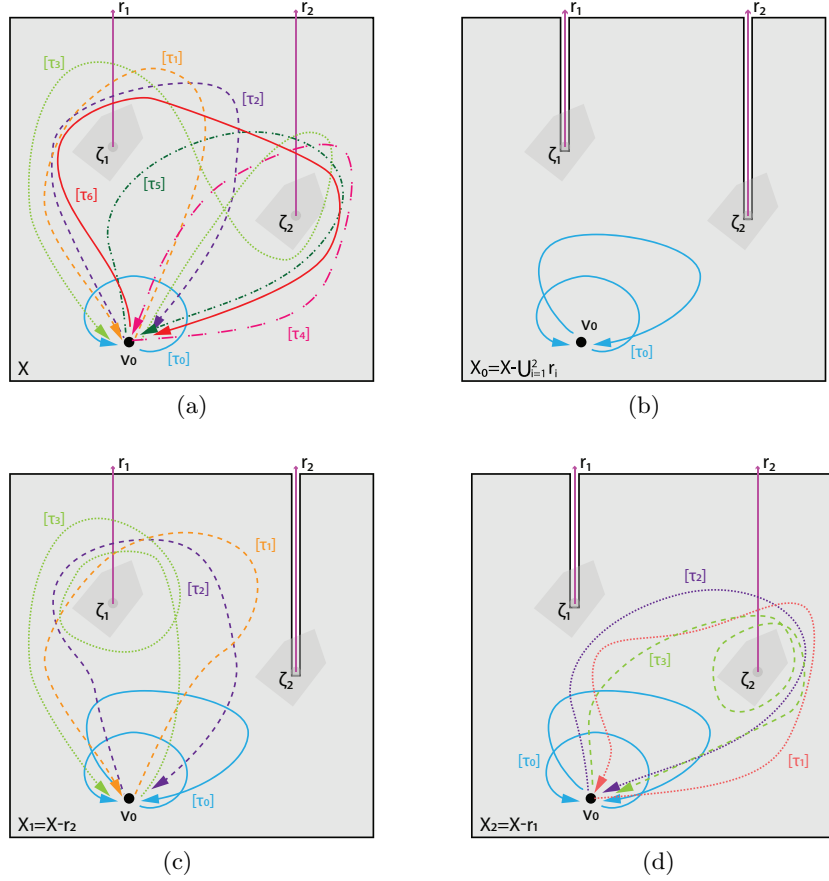 r₁ r₂
[τ₃] [τ₁]
[τ₂]
ζ₁
[τ₆] [τ₅]
ζ₂
[τ₄]
v₀ [τ₀]
X
(a)
r₁ r₂
ζ₁
ζ₂
v₀
[τ₀]
X₀=X-⋃²ᵢ₌₁rᵢ
(b)
r₁ r₂
[τ₃]
[τ₁]
[τ₂]
ζ₁
ζ₂
[τ₀]
v₀
X₁=X-r₂
(c)
r₁ r₂
[τ₂]
ζ₁
[τ₃]
ζ₂
[τ₀] [τ₁]
v₀
X₂=X-r₁
(d)